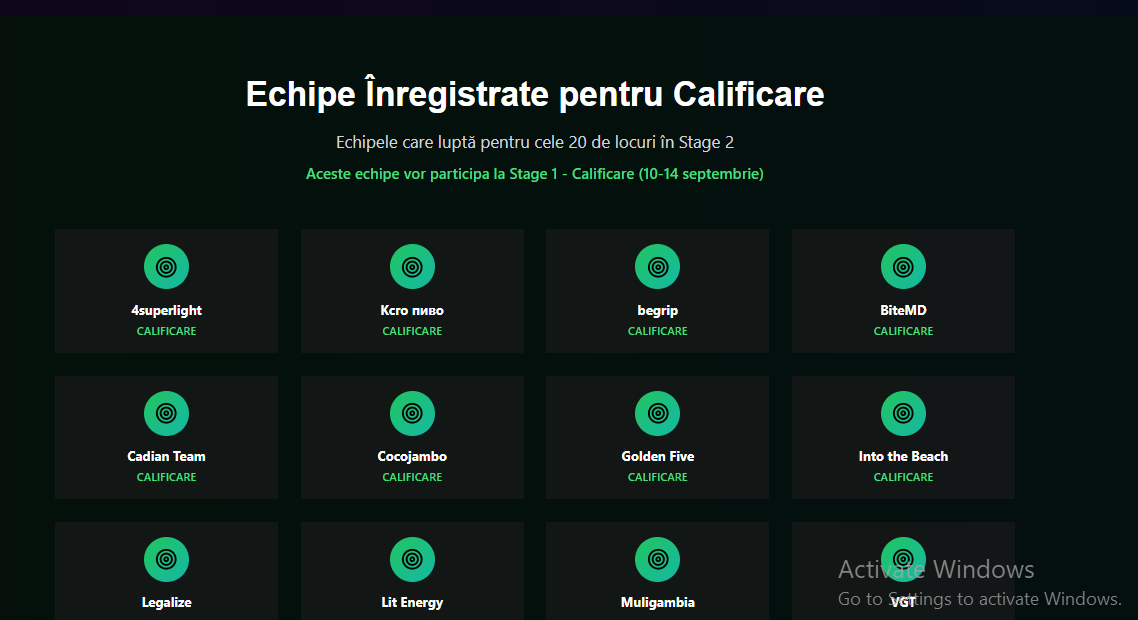 Echipe Înregistrate pentru Calificare
Echipele care luptă pentru cele 20 de locuri în Stage 2
Aceste echipe vor participa la Stage 1 - Calificare (10-14 septembrie)
4superlight
CALIFICARE
Ксго пиво
CALIFICARE
begrip
CALIFICARE
BiteMD
CALIFICARE
Cadian Team
CALIFICARE
Cocojambo
CALIFICARE
Golden Five
CALIFICARE
Into the Beach
CALIFICARE
Legalize
Lit Energy
Muligambia
VGT
Activate Windows
Go to Settings to activate Windows.